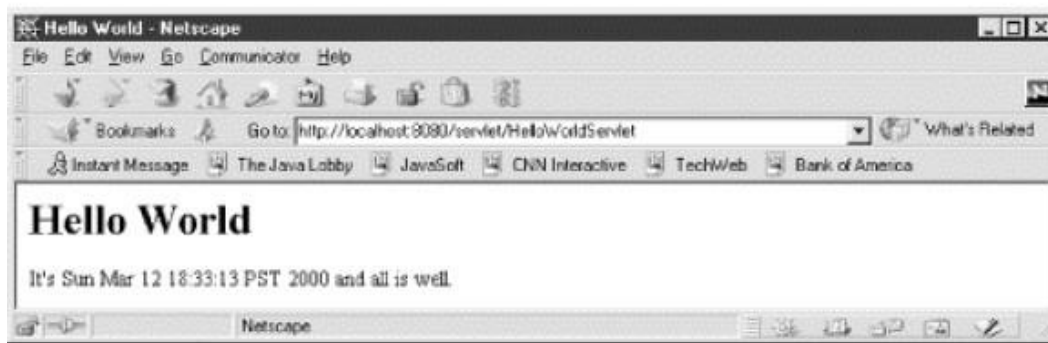 Hello World - Netscape
File Edit View Go Communicator Help
Bookmarks Go to: http://localhost:8080/servlet/HelloWorldServlet What's Related
Instant Message The Java Lobby JavaSoft CNN Interactive TechWeb Bank of America
Hello World
It's Sun Mar 12 18:33:13 PST 2000 and all is well.
Netscape